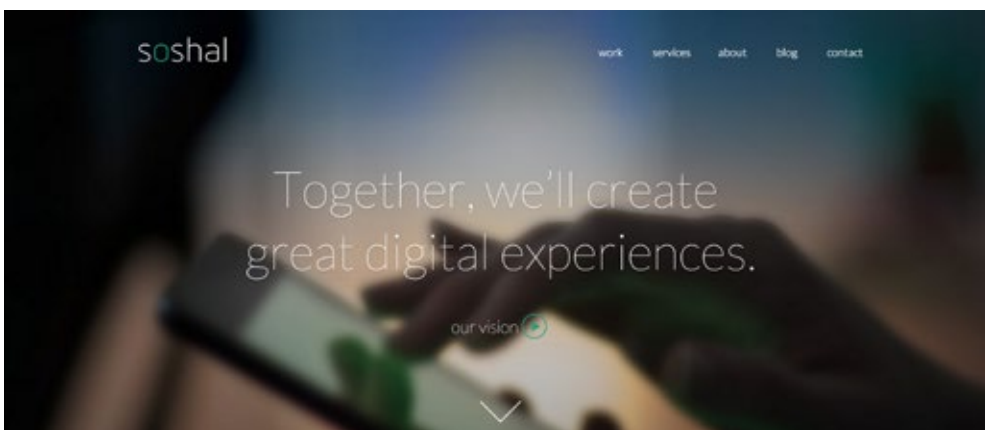 soshal
work services about blog contact
Together, we'll create
great digital experiences.
our vision